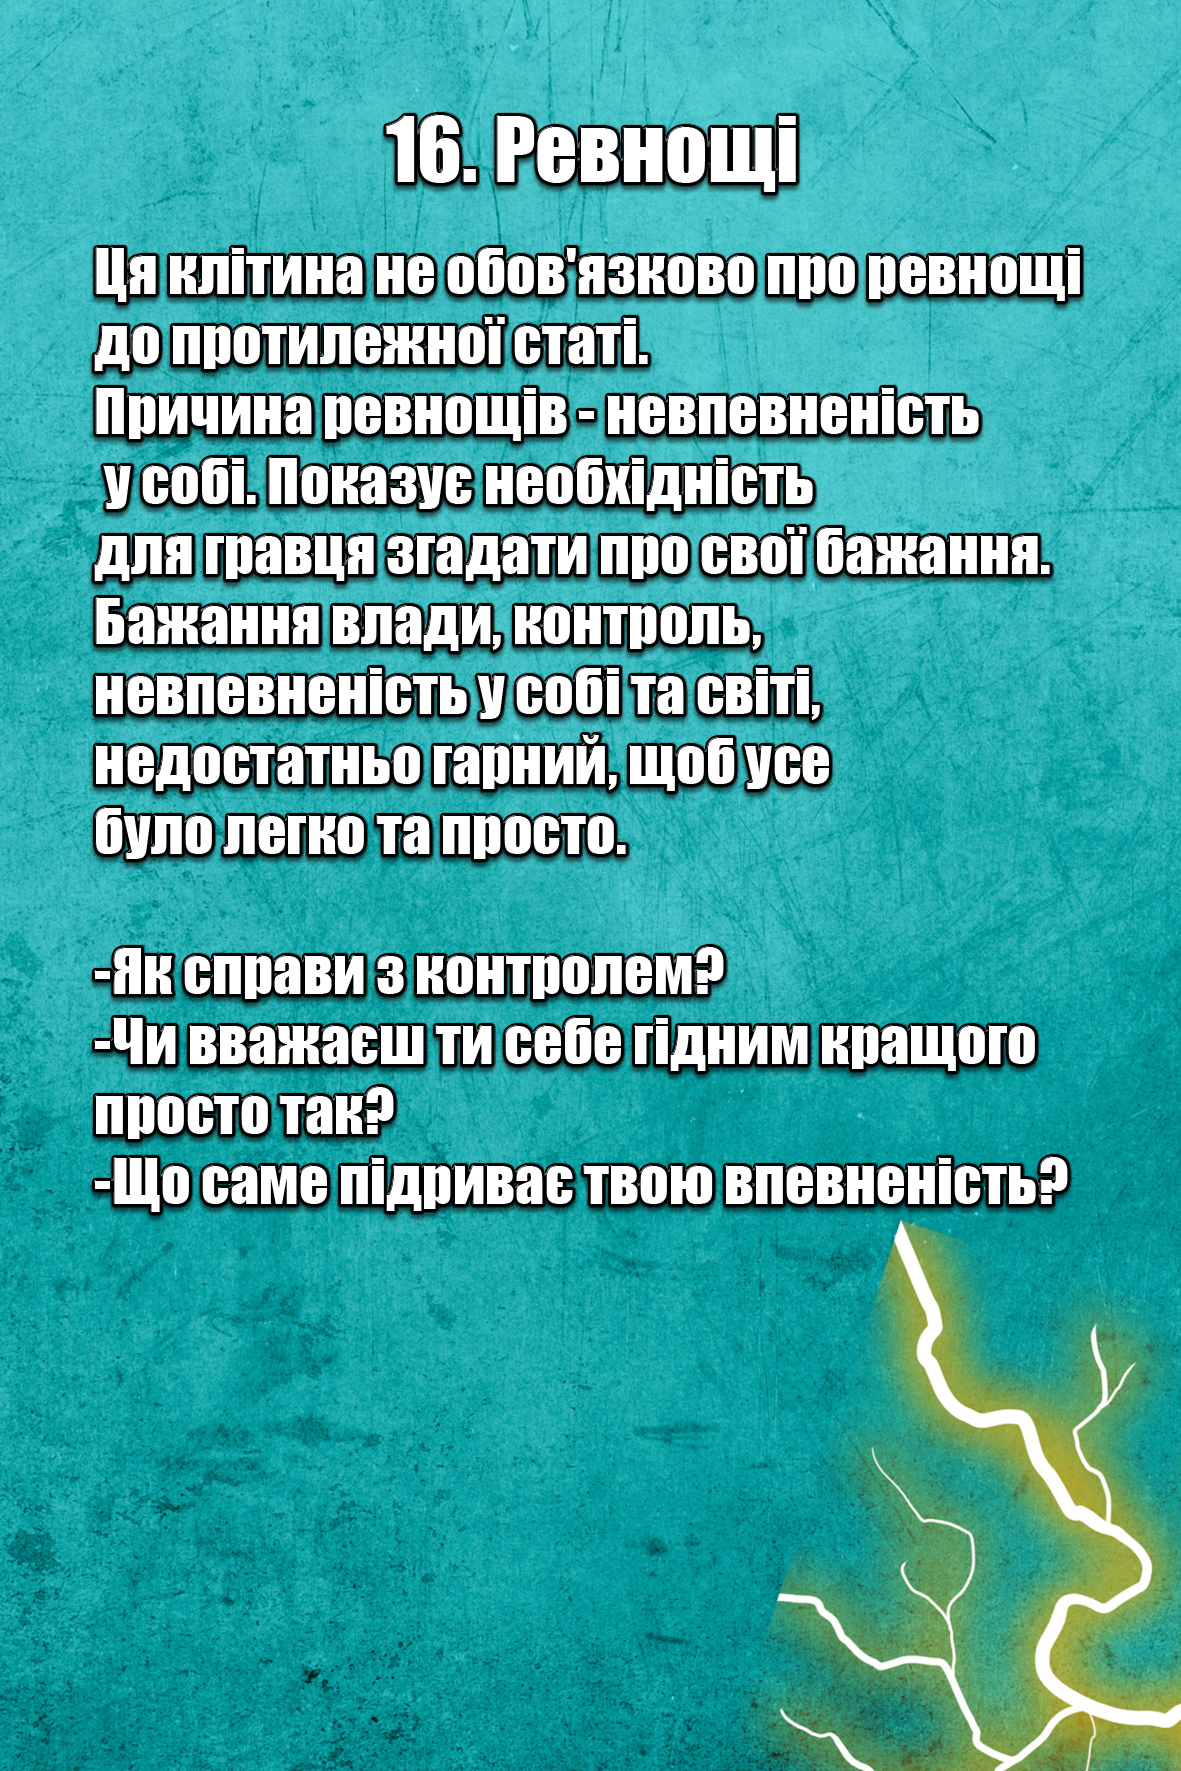 16. Ревнощі
Ця клітина не обов'язково про ревнощі
до протилежної статі.
Причина ревнощів - невпевненість
у собі. Показує необхідність
для гравця згадати про свої бажання.
Бажання влади, контроль,
невпевненість у собі та світі,
недостатньо гарний, щоб усе
було легко та просто.
-Як справи з контролем?
-Чи вважаєш ти себе гідним кращого
просто так?
-Що саме підриває твою впевненість?